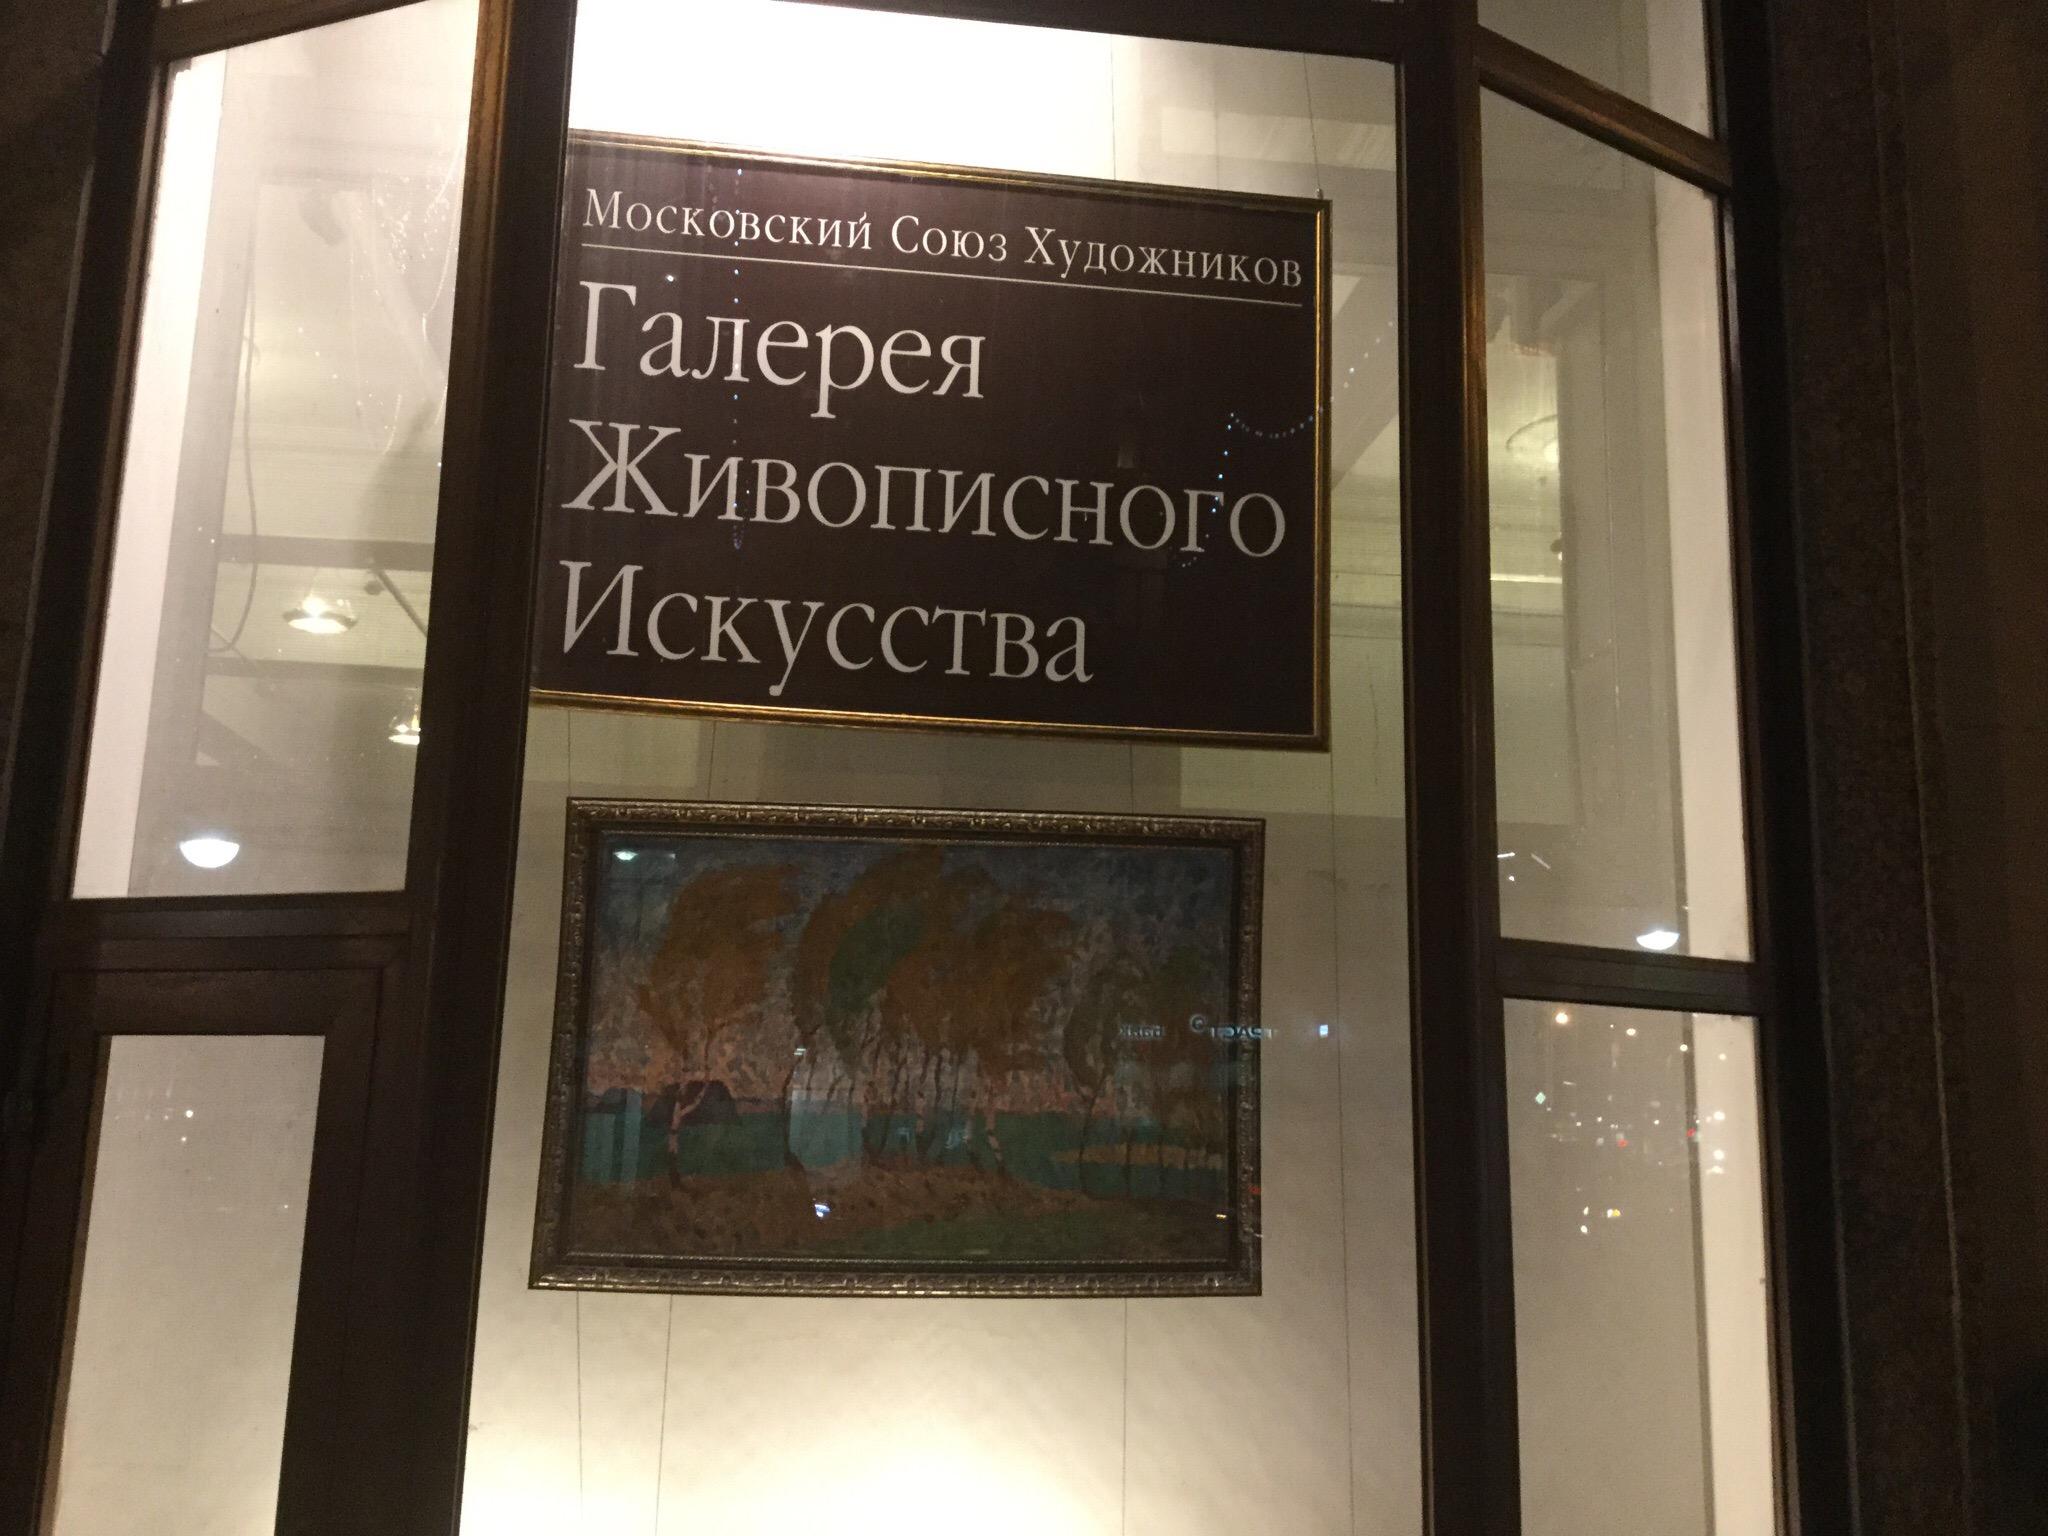 Московский Союз Художников
Галерея
Живописного
Искусства